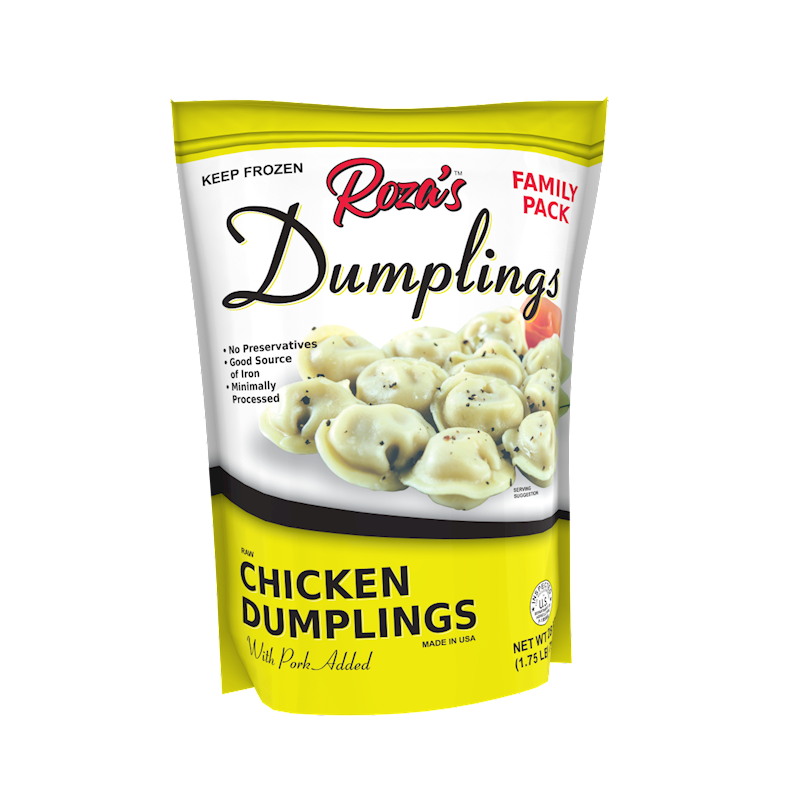 KEEP FROZEN
Roza's™
FAMILY
PACK
Dumplings
• No Preservatives
• Good Source
of Iron
• Minimally
Processed
SERVING
SUGGESTION
RAW
CHICKEN
DUMPLINGS
MADE IN USA
With Pork Added
U.S.
NET WT
(1.75 LB